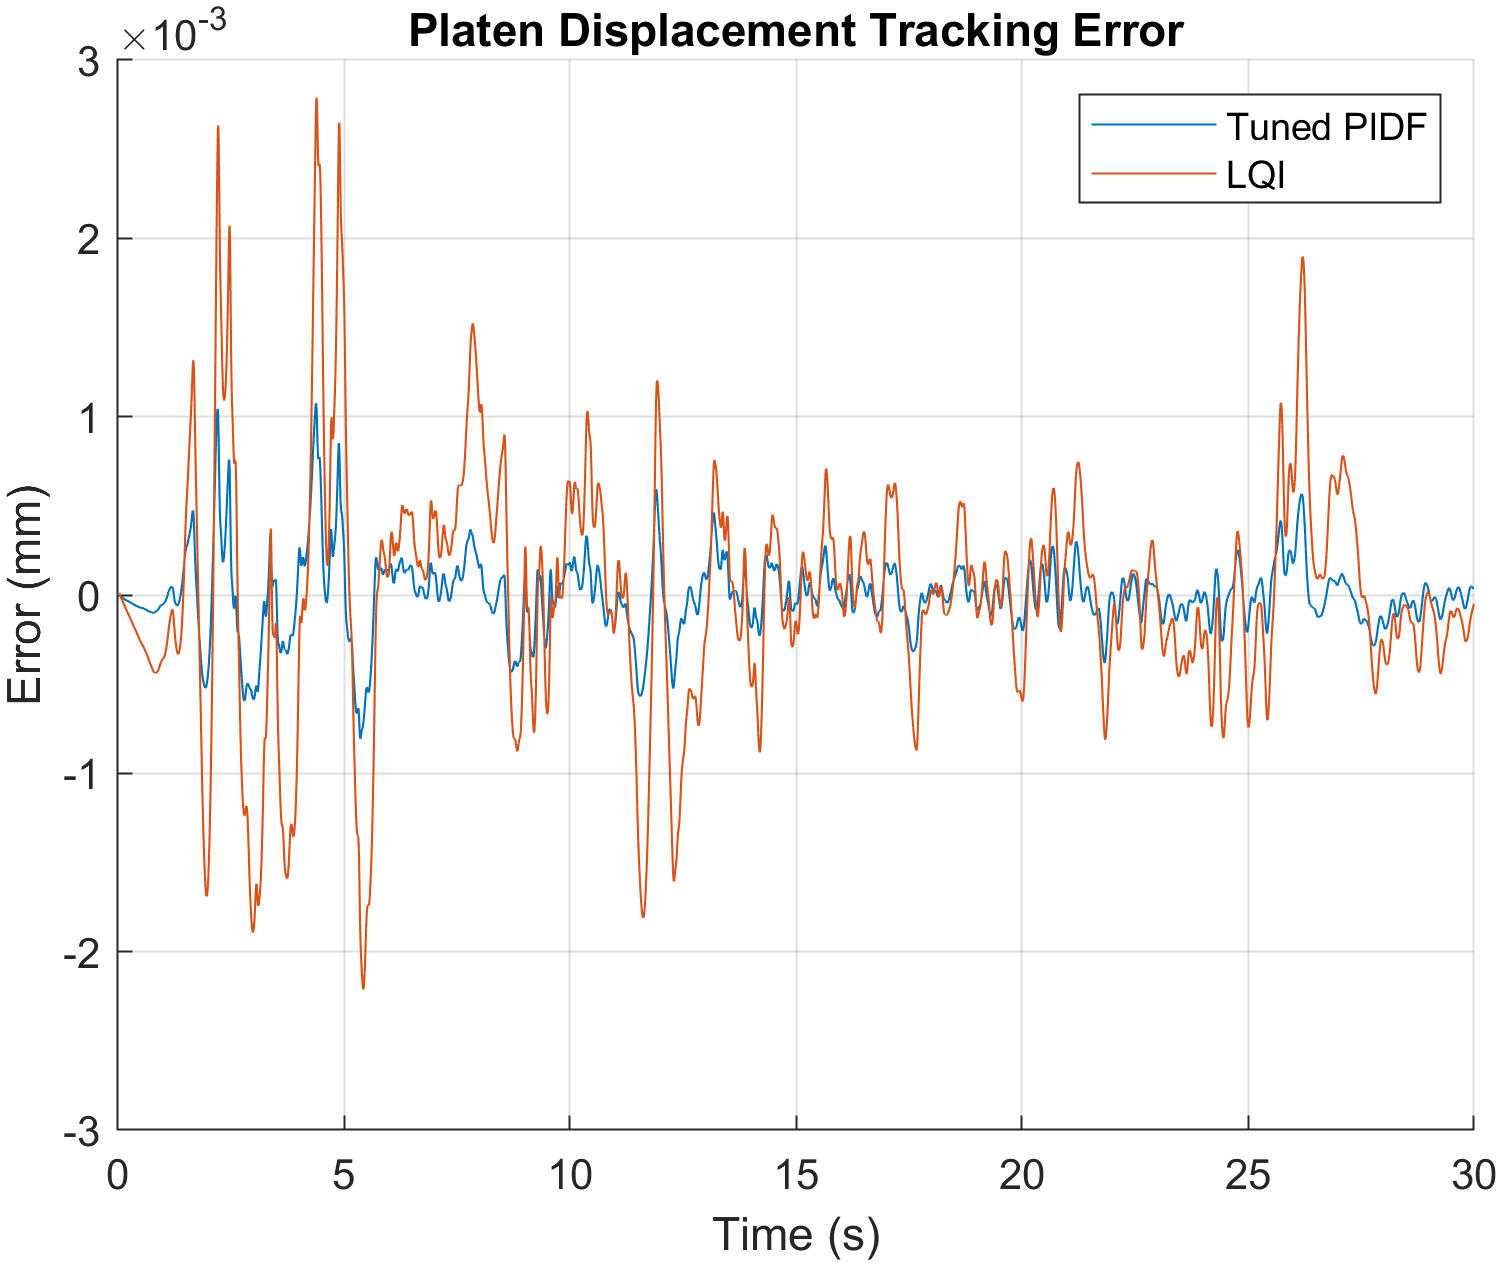 Platen Displacement Tracking Error
×10-3
3
2
1
0
-1
-2
-3
Error (mm)
Tuned PIDF
LQI
0 5 10 15 20 25 30
Time (s)